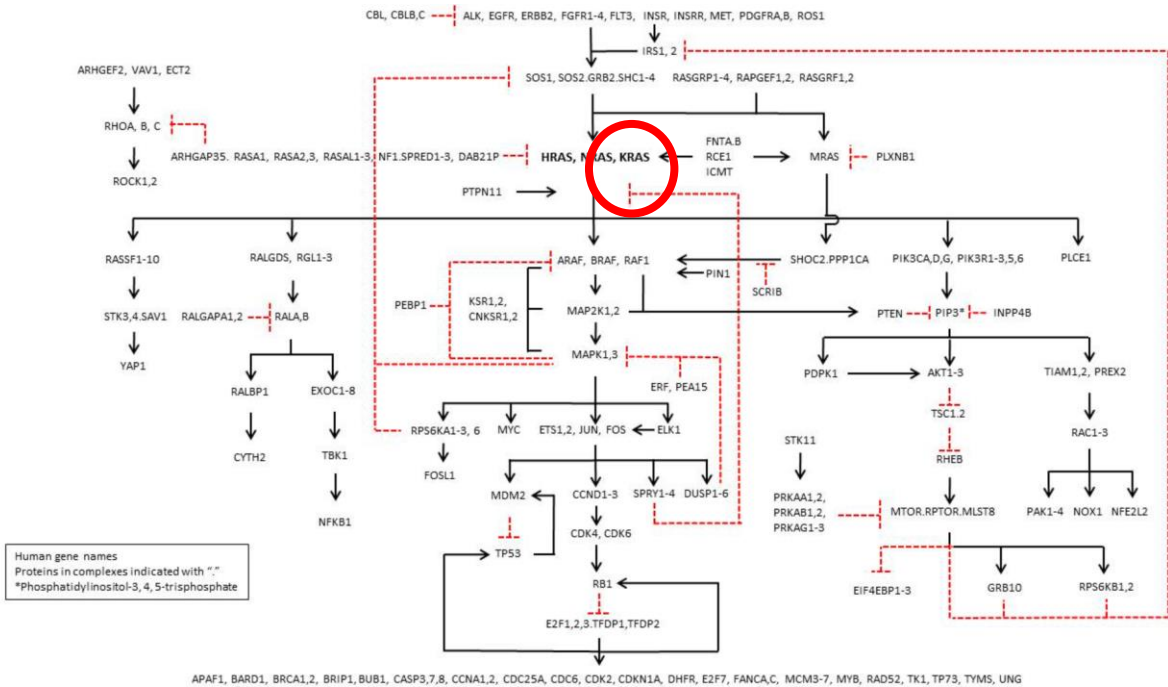 CBL, CBLB,C
ALK, EGFR, ERBB2, FGFR1-4, FLT3, INSR, INSRR, MET, PDGFRA,B, ROS1
IRS1, 2
ARHGEF2, VAV1, ECT2
SOS1, SOS2.GRB2.SHC1-4
RASGRP1-4, RAPGEF1,2, RASGRF1,2
RHOA, B, C
ARHGAP35. RASA1, RASA2,3, RASAL1-3, NF1.SPRED1-3, DAB21P
HRAS, NRAS, KRAS
FNTA.B
RCE1
ICMT
MRAS
PLXNB1
ROCK1,2
PTPN11
RASSF1-10
RALGDS, RGL1-3
ARAF, BRAF, RAF1
SHOC2.PPP1CA
PIK3CA,D,G, PIK3R1-3,5,6
PLCE1
PIN1
SCRIB
PEBP1
KSR1,2,
CNKSR1,2
STK3,4.SAV1
RALGAPA1,2
RALA,B
MAP2K1,2
PTEN
PIP3*
INPP4B
YAP1
MAPK1,3
RALBP1
EXOC1-8
ERF, PEA15
PDPK1
AKT1-3
TIAM1,2, PREX2
TSC1.2
RPS6KA1-3, 6
MYC
ETS1,2, JUN, FOS
ELK1
STK11
RAC1-3
CYTH2
TBK1
FOSL1
RHEB
MDM2
CCND1-3
SPRY1-4
DUSP1-6
NFKB1
PRKAA1,2,
PRKAB1,2,
PRKAG1-3
MTOR.RPTOR.MLST8
PAK1-4
NOX1
NFE2L2
CDK4, CDK6
TP53
Human gene names
Proteins in complexes indicated with “.”
*Phosphatidylinositol-3, 4, 5-trisphosphate
RB1
EIF4EBP1-3
GRB10
RPS6KB1,2
E2F1,2,3.TFDP1,TFDP2
APAF1, BARD1, BRCA1,2, BRIP1, BUB1, CASP3,7,8, CCNA1,2, CDC25A, CDC6, CDK2, CDKN1A, DHFR, E2F7, FANCA,C, MCM3-7, MYB, RAD52, TK1, TP73, TYMS, UNG